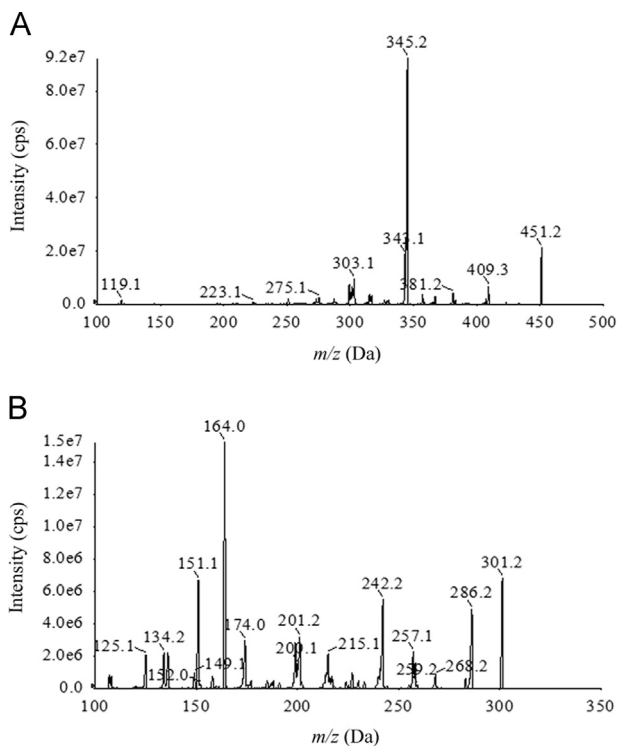 A
9.2e7
8.0e7
6.0e7
4.0e7
2.0e7
0.0
Intensity (cps)
345.2
343.1
451.2
303.1
409.3
381.2
275.1
223.1
119.1
100 150 200 250 300 350 400 450 500
m/z (Da)
B
1.5e7
1.4e7
1.2e7
1.0e7
8.0e6
6.0e6
4.0e6
2.0e6
0.0
Intensity (cps)
164.0
151.1
301.2
242.2
286.2
174.0
201.2
134.2
125.1
200.1
215.1
257.1
149.1
152.0
259.2
268.2
100 150 200 250 300 350
m/z (Da)